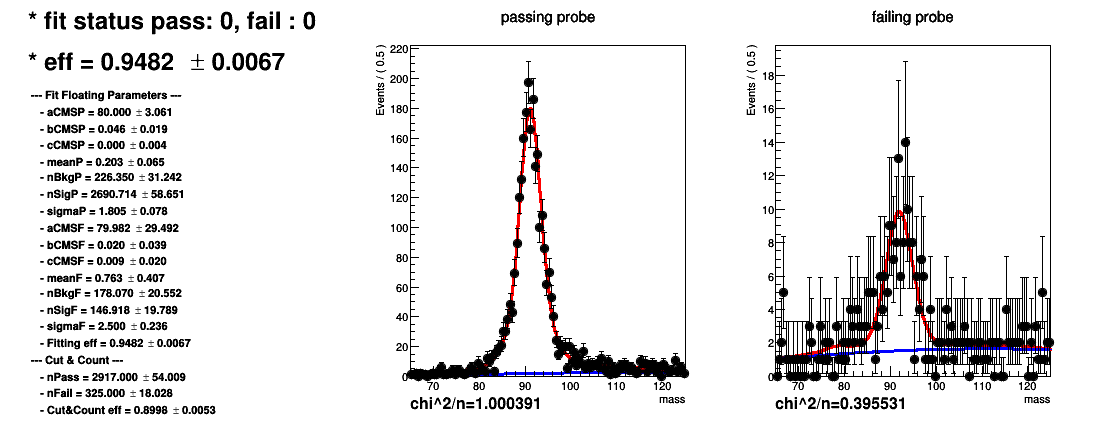 * fit status pass: 0, fail : 0
* eff = 0.9482 ± 0.0067
--- Fit Floating Parameters ---
- aCMSP = 80.000 ± 3.061
- bCMSP = 0.046 ± 0.019
- cCMSP = 0.000 ± 0.004
- meanP = 0.203 ± 0.065
- nBkgP = 226.350 ± 31.242
- nSigP = 2690.714 ± 58.651
- sigmaP = 1.805 ± 0.078
- aCMSF = 79.982 ± 29.492
- bCMSF = 0.020 ± 0.039
- cCMSF = 0.009 ± 0.020
- meanF = 0.763 ± 0.407
- nBkgF = 178.070 ± 20.552
- nSigF = 146.918 ± 19.789
- sigmaF = 2.500 ± 0.236
- Fitting eff = 0.9482 ± 0.0067
--- Cut & Count ---
- nPass = 2917.000 ± 54.009
- nFail = 325.000 ± 18.028
- Cut&Count eff = 0.8998 ± 0.0053
passing probe
Events / ( 0.5 )
220
200
180
160
140
120
100
80
60
40
20
0
70 80 90 100 110 120
mass
chi^2/n=1.000391
failing probe
Events / ( 0.5 )
18
16
14
12
10
8
6
4
2
0
70 80 90 100 110 120
mass
chi^2/n=0.395531